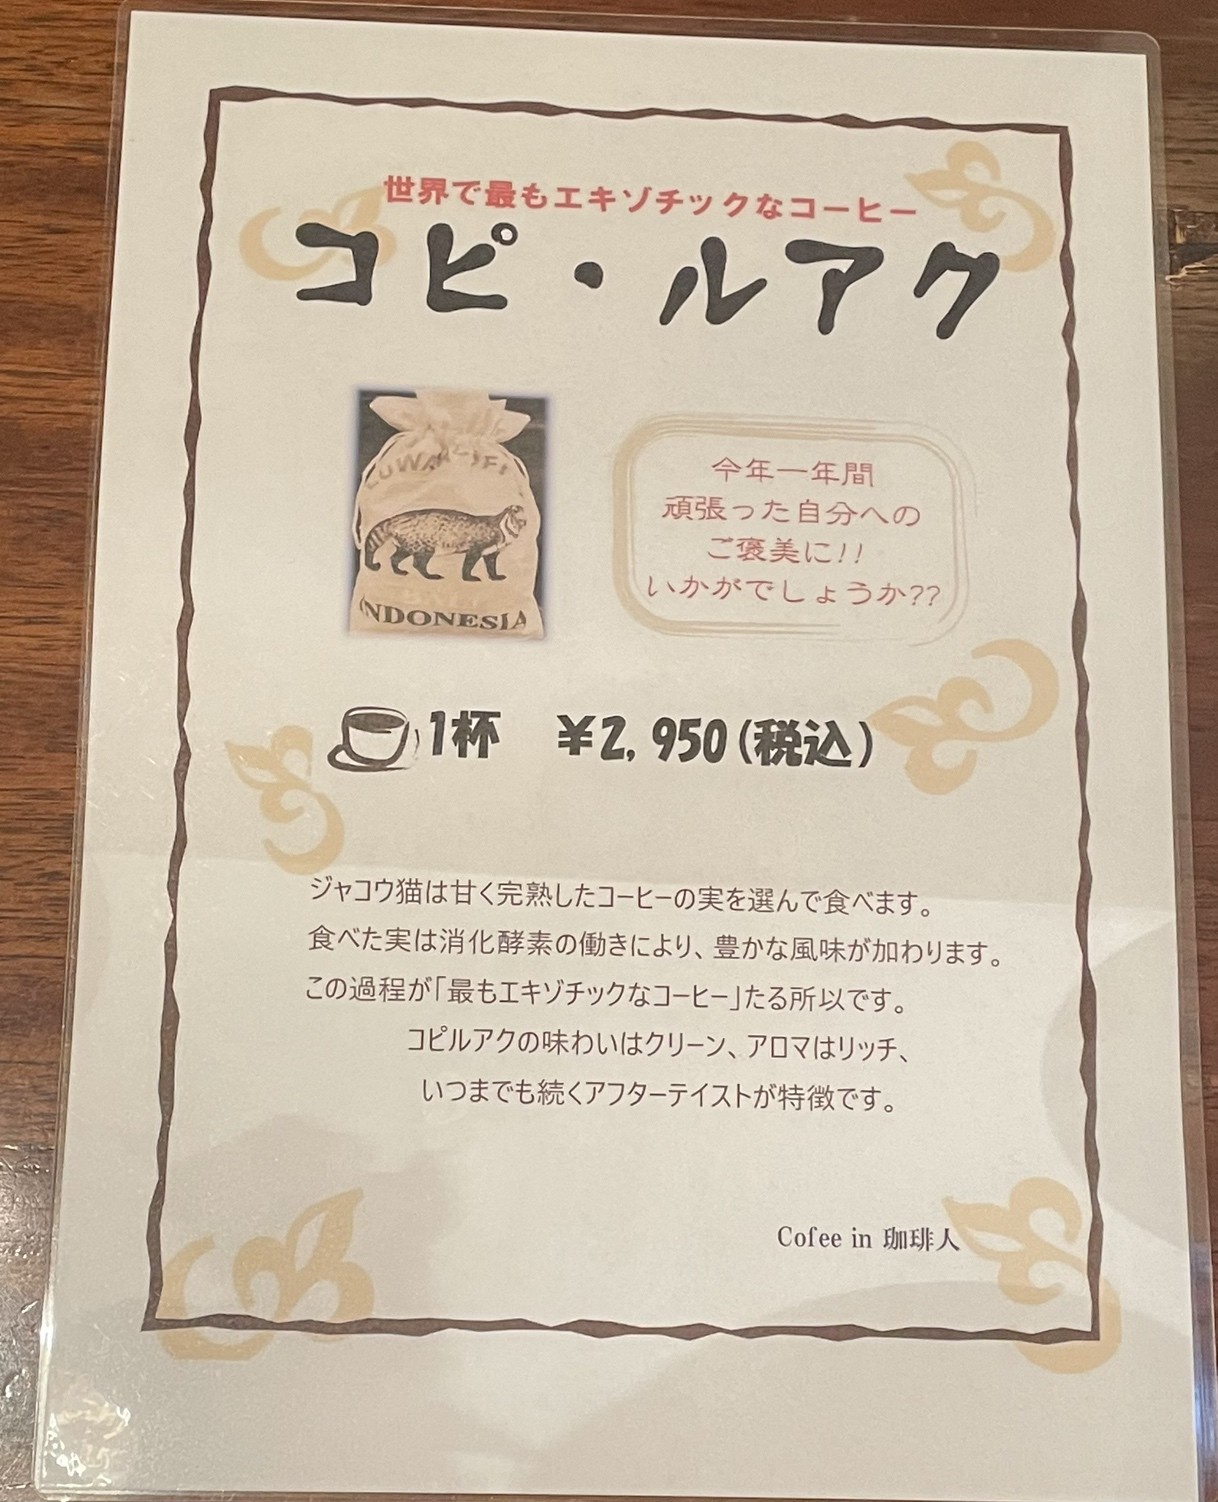 世界で最もエキゾチックなコーヒー
コピ・ルアク
INDONESIA
今年一年間
頑張った自分への
ご褒美に!!
いかがでしょうか??
1杯 ¥2,950(税込)
ジャコウ猫は甘く完熟したコーヒーの実を選んで食べます。
食べた実は消化酵素の働きにより、豊かな風味が加わります。
この過程が「最もエキゾチックなコーヒー」たる所以です。
コピルアクの味わいはクリーン、アロマはリッチ、
いつまでも続くアフターテイストが特徴です。
Cofee in 珈琲人